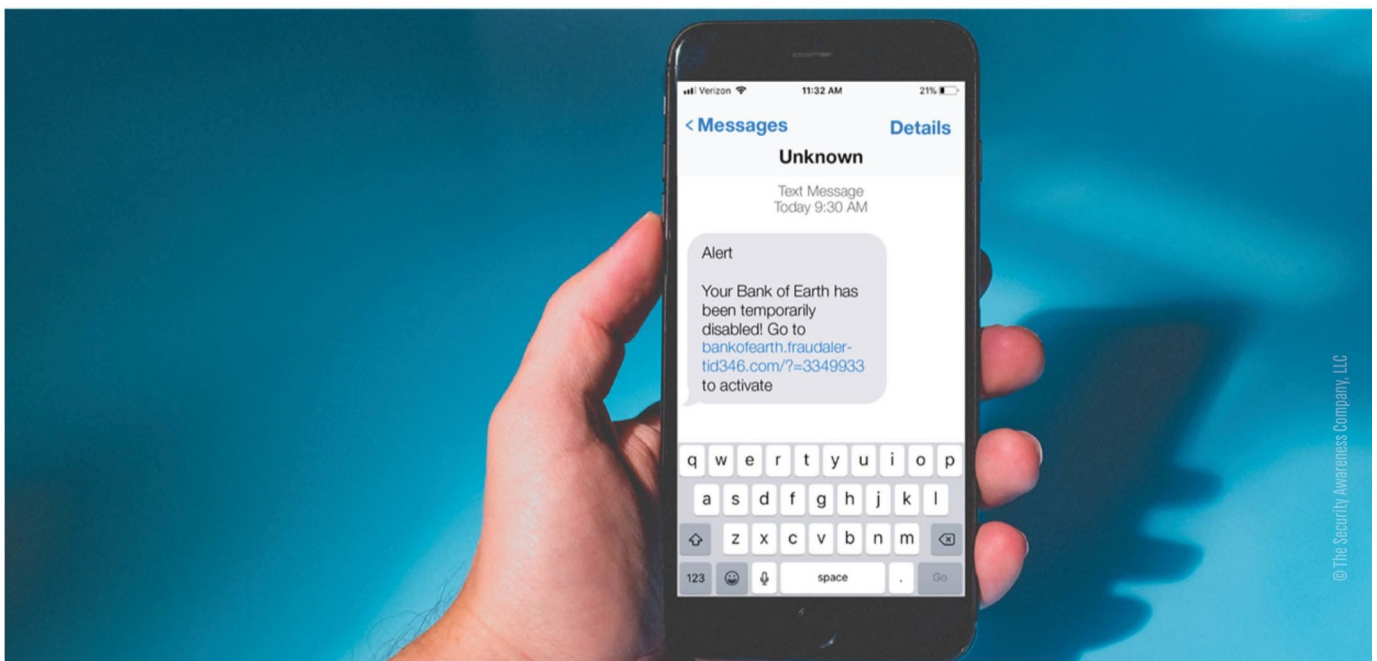 Verizon 11:32 AM 21%
< Messages Details
Unknown
Text Message
Today 9:30 AM
Alert
Your Bank of Earth has
been temporarily
disabled! Go to
bankofearth.fraudaler-
tid346.com/?=3349933
to activate
q w e r t y u i o p
a s d f g h j k l
z x c v b n m
123 space . Go
© The Security Awareness Company, LLC